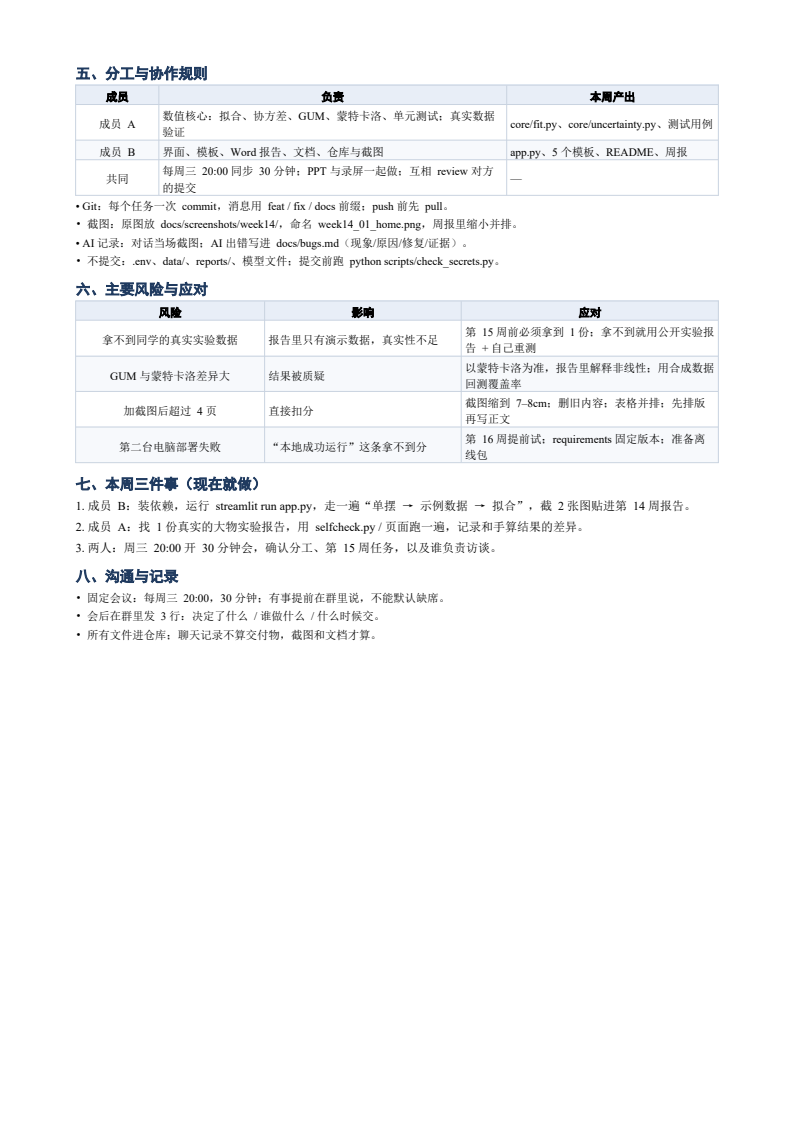 五、分工与协作规则
成员 负责 本周产出
成员 A 数值核心：拟合、协方差、GUM、蒙特卡洛、单元测试；真实数据
验证 core/fit.py、core/uncertainty.py、测试用例
成员 B 界面、模板、Word 报告、文档、仓库与截图 app.py、5 个模板、README、周报
共同 每周三 20:00 同步 30 分钟；PPT 与录屏一起做；互相 review 对方
的提交 —
• Git：每个任务一次 commit，消息用 feat / fix / docs 前缀；push 前先 pull。
• 截图：原图放 docs/screenshots/week14/，命名 week14_01_home.png，周报里缩小并排。
• AI 记录：对话当场截图；AI 出错写进 docs/bugs.md（现象/原因/修复/证据）。
• 不提交：.env、data/、reports/、模型文件；提交前跑 python scripts/check_secrets.py。
六、主要风险与应对
风险 影响 应对
拿不到同学的真实实验数据 报告里只有演示数据，真实性不足 第 15 周前必须拿到 1 份；拿不到就用公开实验报
告 + 自己重测
GUM 与蒙特卡洛差异大 结果被质疑 以蒙特卡洛为准，报告里解释非线性；用合成数据
回测覆盖率
加截图后超过 4 页 直接扣分 截图缩到 7–8cm；删旧内容；表格并排；先排版
再写正文
第二台电脑部署失败 “本地成功运行”这条拿不到分 第 16 周提前试；requirements 固定版本；准备离
线包
七、本周三件事（现在就做）
1. 成员 B：装依赖，运行 streamlit run app.py，走一遍“单摆 → 示例数据 → 拟合”，截 2 张图贴进第 14 周报告。
2. 成员 A：找 1 份真实的大物实验报告，用 selfcheck.py / 页面跑一遍，记录和手算结果的差异。
3. 两人：周三 20:00 开 30 分钟会，确认分工、第 15 周任务，以及谁负责访谈。
八、沟通与记录
• 固定会议：每周三 20:00，30 分钟；有事提前在群里说，不能默认缺席。
• 会后在群里发 3 行：决定了什么 / 谁做什么 / 什么时候交。
• 所有文件进仓库；聊天记录不算交付物，截图和文档才算。